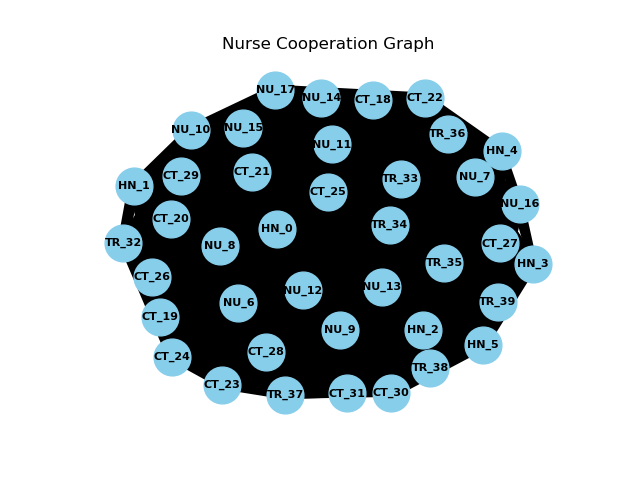 Nurse Cooperation Graph
NU_17
NU_14
CT_18
CT_22
NU_10
NU_15
TR_36
NU_11
HN_4
CT_29
CT_21
TR_33
NU_7
HN_1
CT_25
NU_16
CT_20
TR_34
HN_0
TR_32
NU_8
CT_27
TR_35
HN_3
CT_26
NU_12
NU_13
NU_6
TR_39
CT_19
NU_9
HN_2
HN_5
CT_24
CT_28
TR_38
CT_23
TR_37
CT_31
CT_30